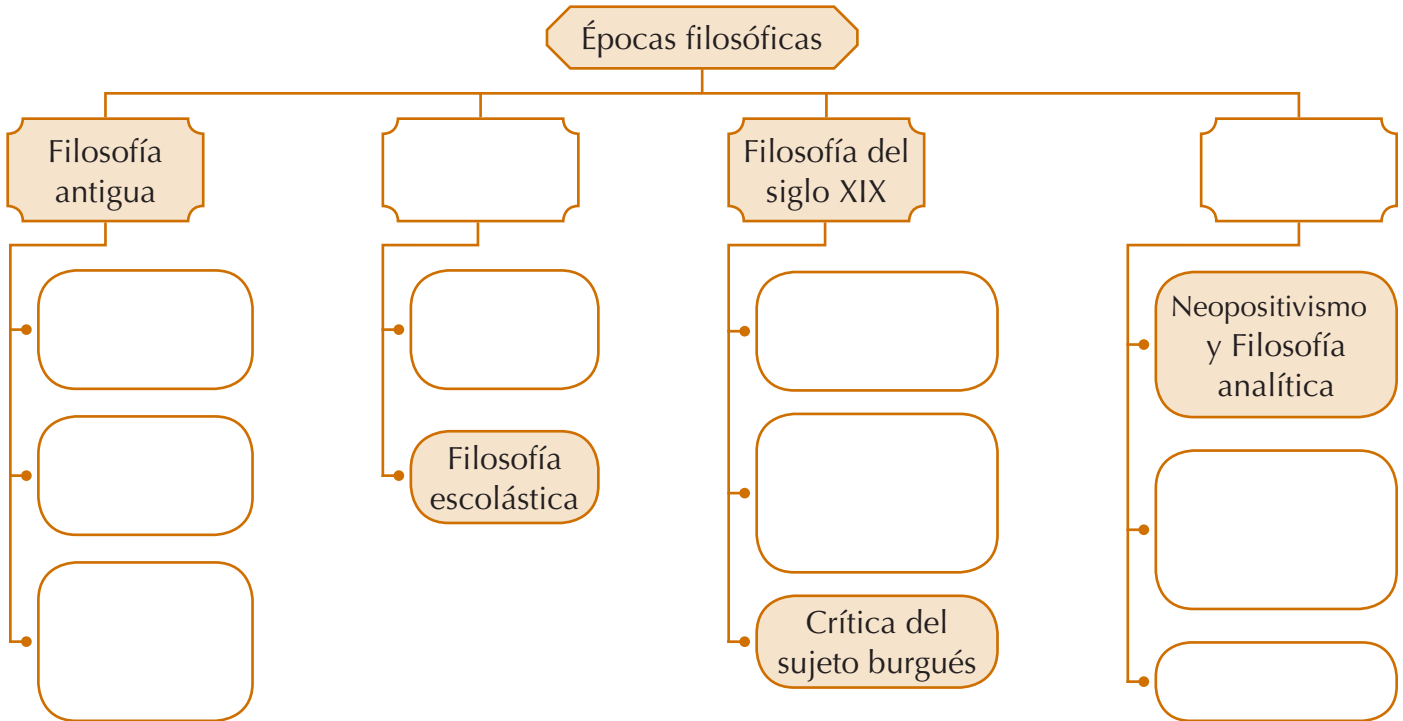 Épocas filosóficas
Filosofía
antigua
Filosofía del
siglo XIX
Neopositivismo
y Filosofía
analítica
Filosofía
escolástica
Crítica del
sujeto burgués